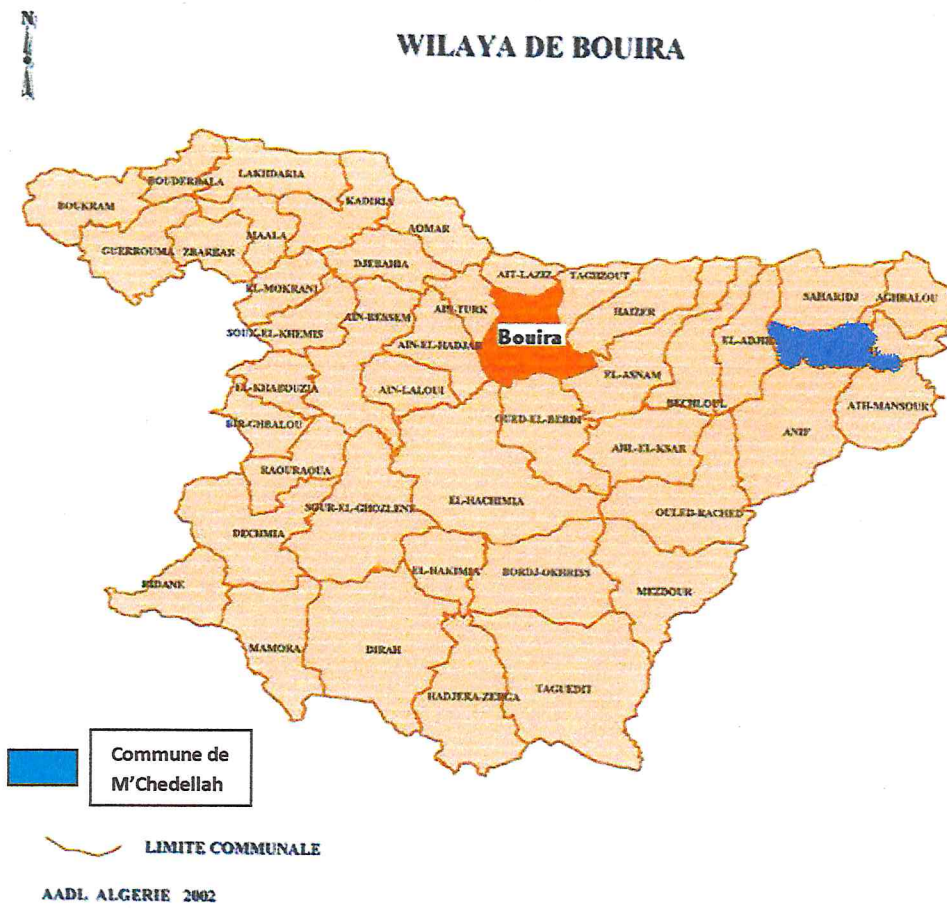 N
WILAYA DE BOUIRA
BOUDERBALA
LAKHDARIA
BOUKRAM
KADIRIA
AOMAR
MAALA
GUERROUMA
ZBARBAR
DJEBAHIA
AIT-LAZIZ
TAGHZOUT
SAHARIDJ
AGHBALOU
EL-MOKRANI
AIN-TURK
HAIZER
AIN-BESSEM
SOUK-EL-KHEMIS
Bouira
EL-ADJIBA
AIN-EL-HADJAR
EL-ASNAM
EL-KHABOUZIA
AIN-LALOUI
BECHLOUL
ATH-MANSOUR
BIR-GHBALOU
OUED-EL-BERDI
ANIF
AHL-EL-KSAR
RAOURAOUA
EL-HACHIMIA
SOUR-EL-GHOZLENE
OULED-RACHED
DECHMIA
EL-HAKIMIA
BORDJ-OKHRISS
RIDANE
MEZDOUR
MAMORA
DIRAH
HADJERA-ZERGA
TAGUEDIT
Commune de
M'Chedellah
LIMITE COMMUNALE
AADL ALGERIE 2002